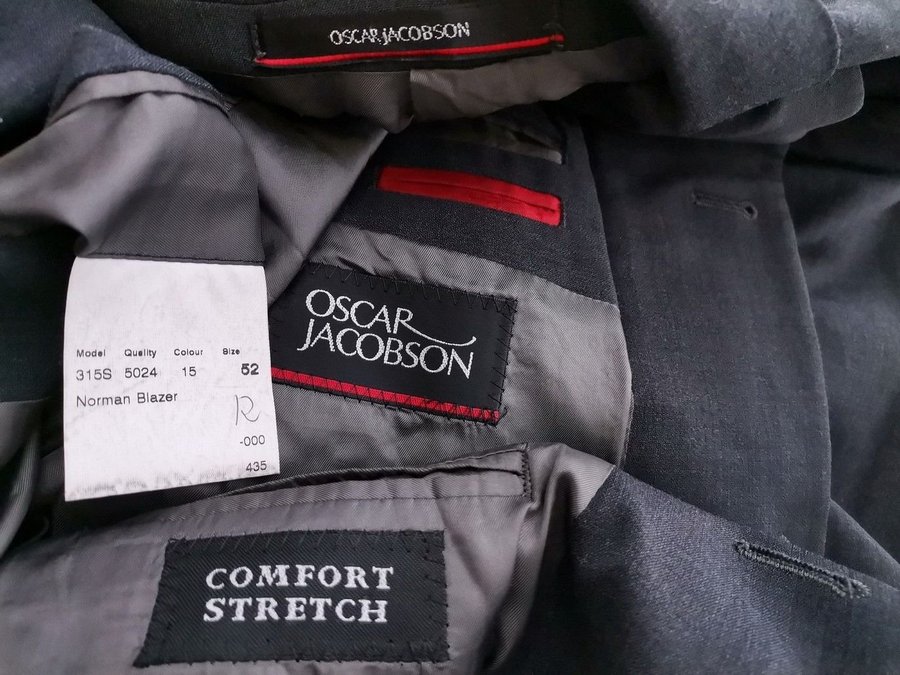 OSCAR JACOBSON
OSCAR
JACOBSON
Model Quality Colour Size
315S 5024 15 52
Norman Blazer
R
-000
435
COMFORT
STRETCH